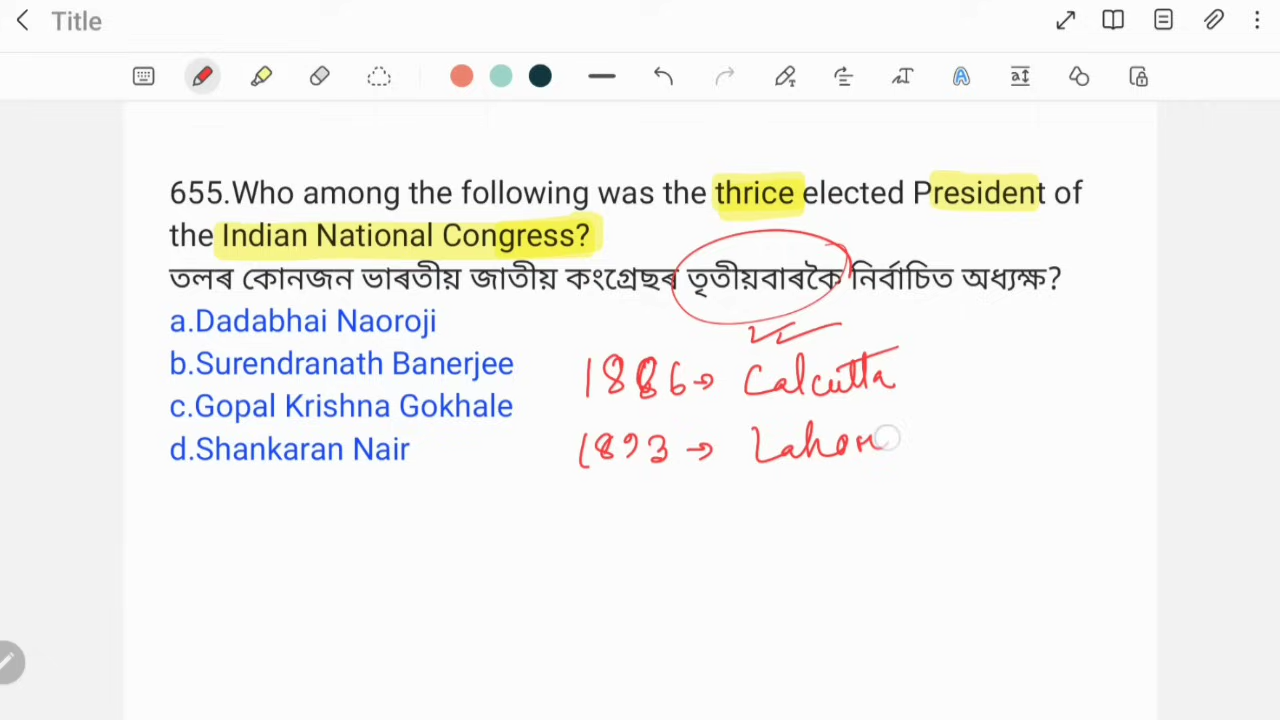 Title
655.Who among the following was the thrice elected President of
the Indian National Congress?
তলৰ কোনজন ভাৰতীয় জাতীয় কংগ্ৰেছৰ তৃতীয়বাৰকৈ নিৰ্বাচিত অধ্যক্ষ?
a.Dadabhai Naoroji
b.Surendranath Banerjee
1886→ Calcutta
c.Gopal Krishna Gokhale
d.Shankaran Nair
1893 →